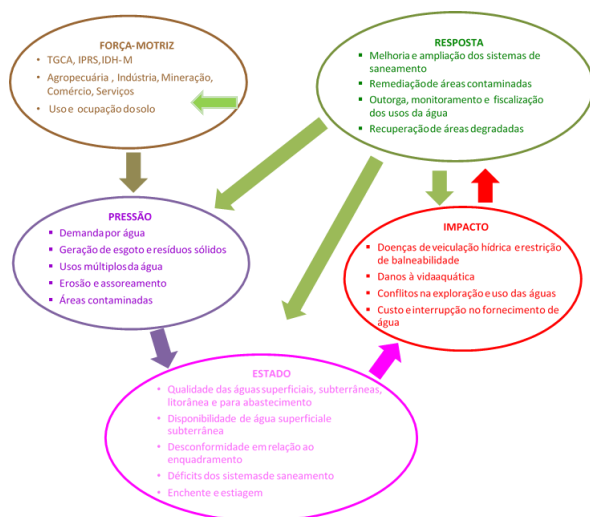 FORÇA-MOTRIZ
TGCA, IPRS, IDH-M
Agropecuária , Indústria, Mineração,
Comércio, Serviços
Uso e ocupação do solo
RESPOSTA
Melhoria e ampliação dos sistemas de
saneamento
Remediação de áreas contaminadas
Outorga, monitoramento e fiscalização
dos usos da água
Recuperação de áreas degradadas
PRESSÃO
Demanda por água
Geração de esgoto e resíduos sólidos
Usos múltiplos da água
Erosão e assoreamento
Áreas contaminadas
IMPACTO
Doenças de veiculação hídrica e restrição
de balneabilidade
Danos à vida aquática
Conflitos na exploração e uso das águas
Custo e interrupção no fornecimento de
água
ESTADO
Qualidade das águas superficiais, subterrâneas,
litorânea e para abastecimento
Disponibilidade de água superficial e
subterrânea
Desconformidade em relação ao
enquadramento
Déficits dos sistemas de saneamento
Enchente e estiagem